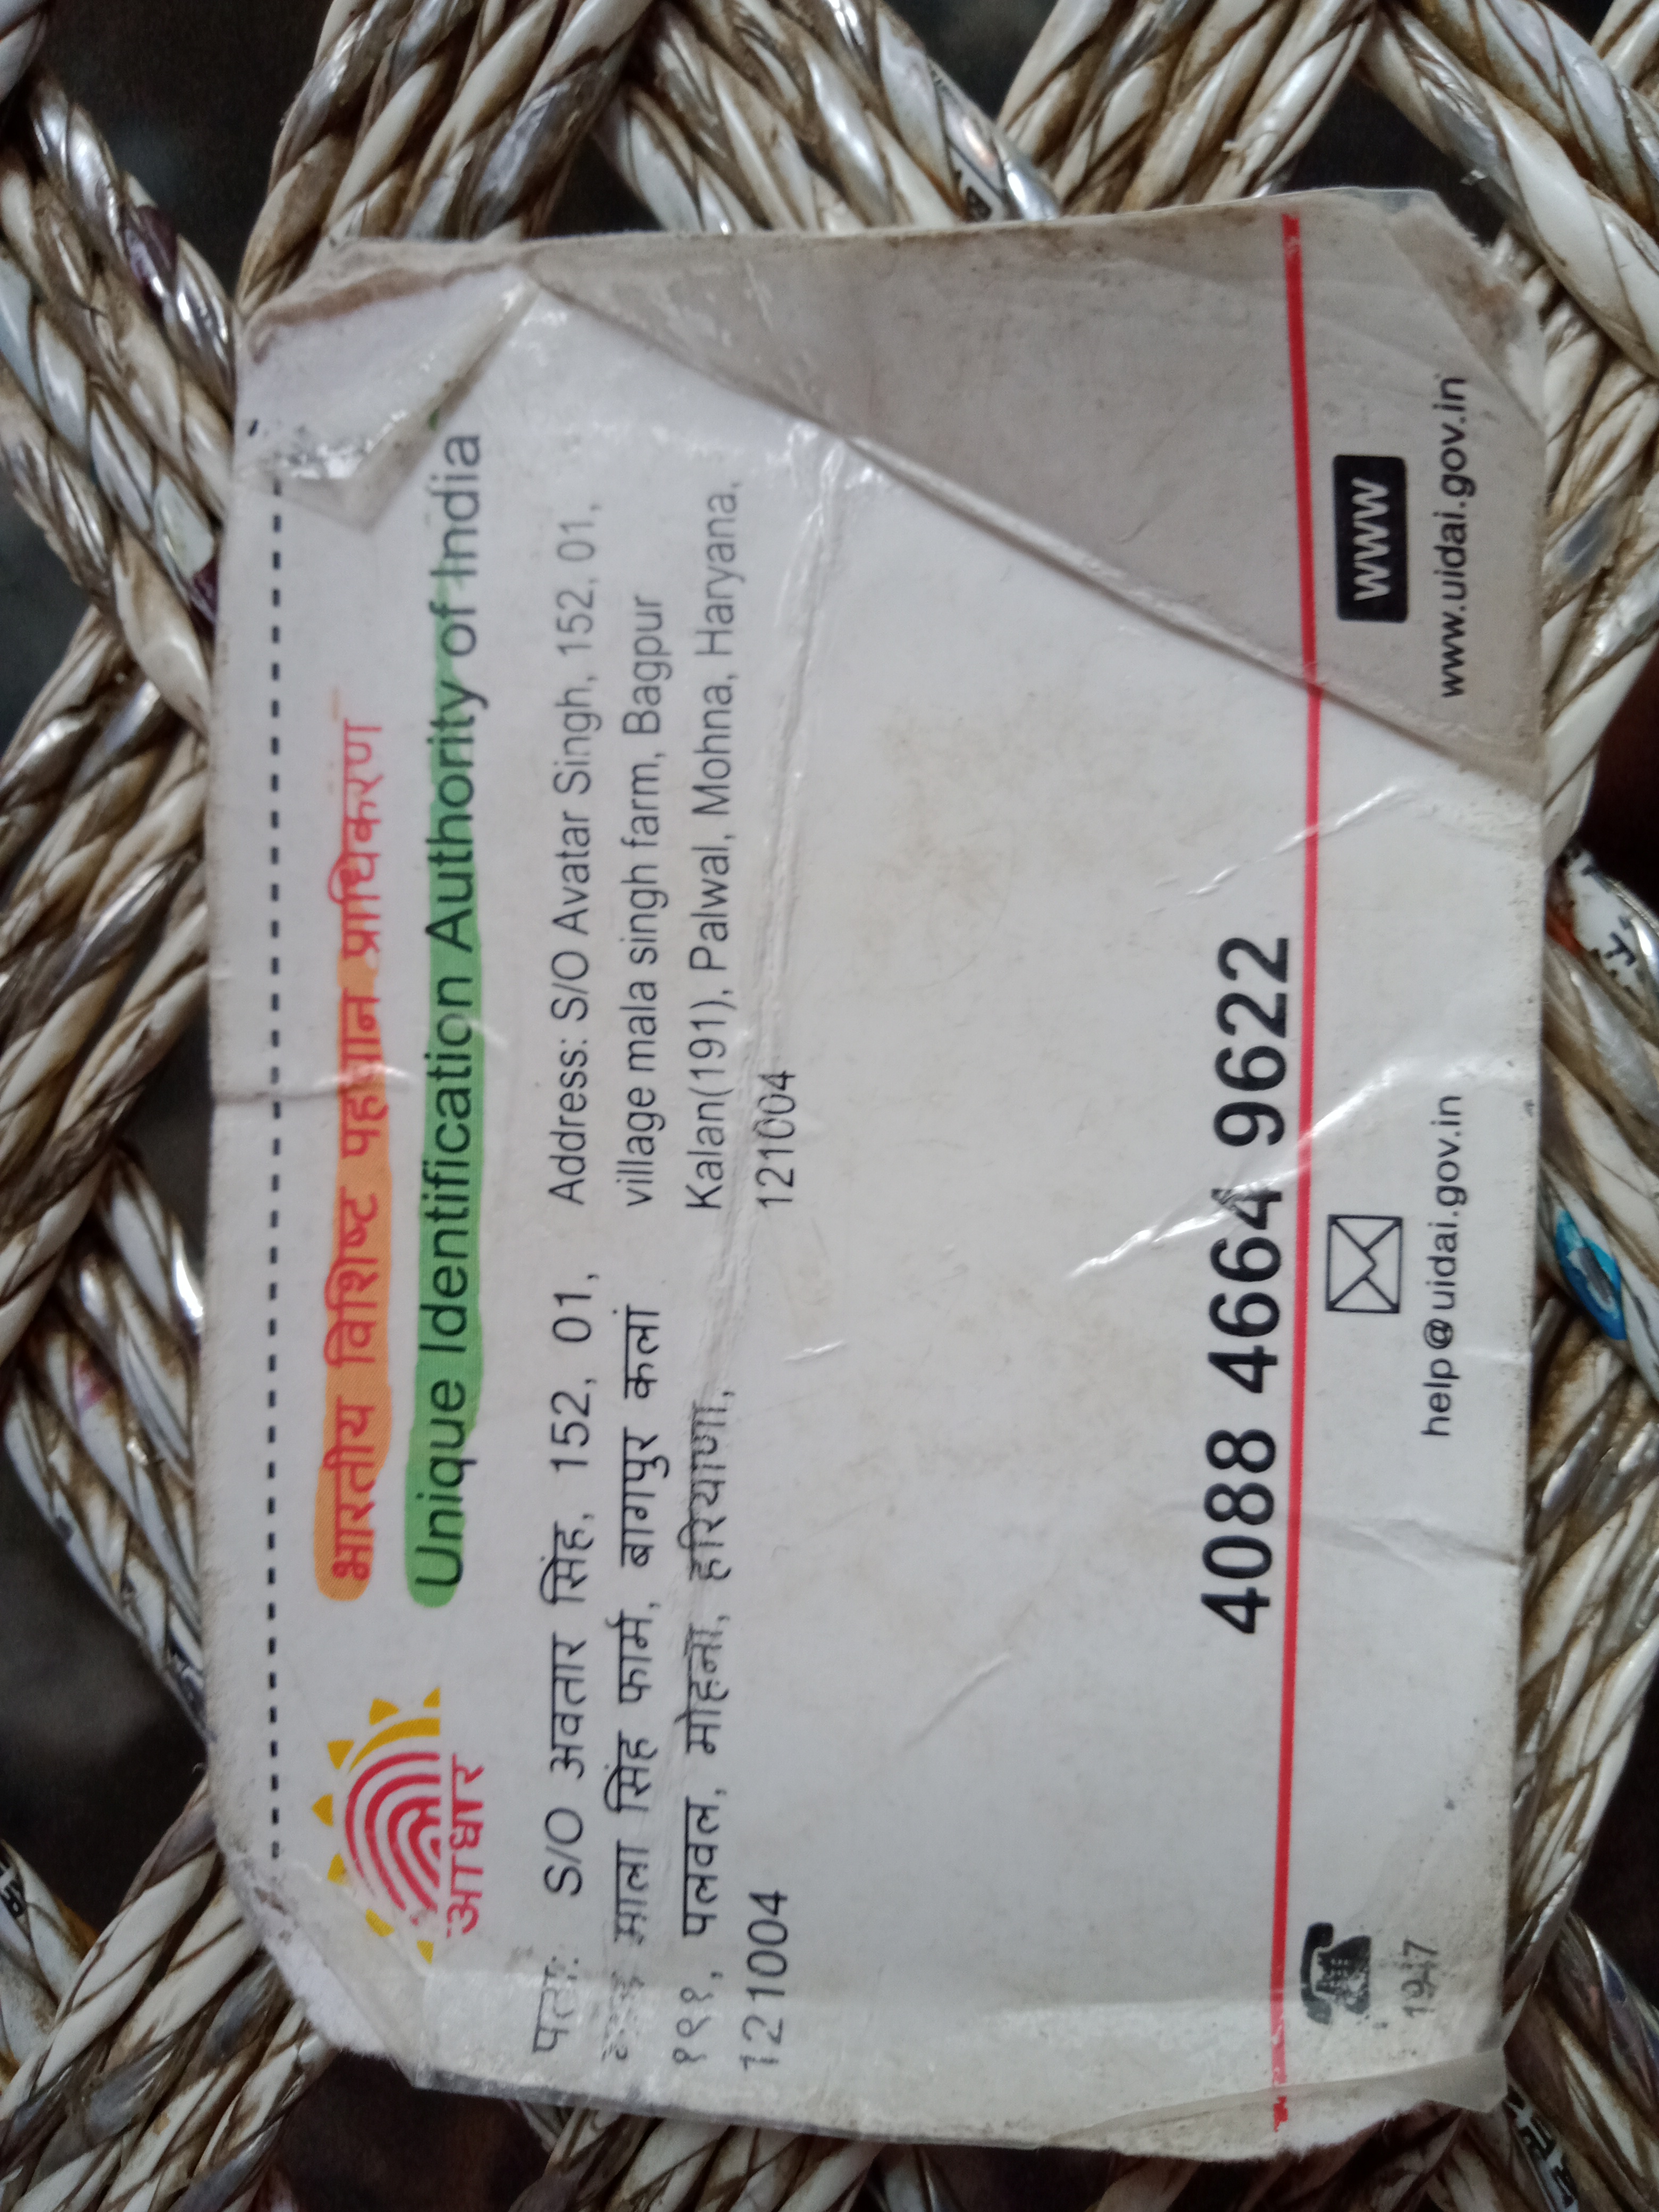 भारतीय विशिष्ट पहचान प्राधिकरण
Unique Identification Authority of India
आधार
पता: S/O अवतार सिंह, 152, 01,
माला सिंह फार्म, बागपुर कलां
१९१, पलवल, मोहना, हरियाणा,
121004
Address: S/O Avatar Singh, 152, 01,
village mala singh farm, Bagpur
Kalan(191), Palwal, Mohna, Haryana,
121004
4088 4664 9622
1947
help@uidai.gov.in
WWW
www.uidai.gov.in